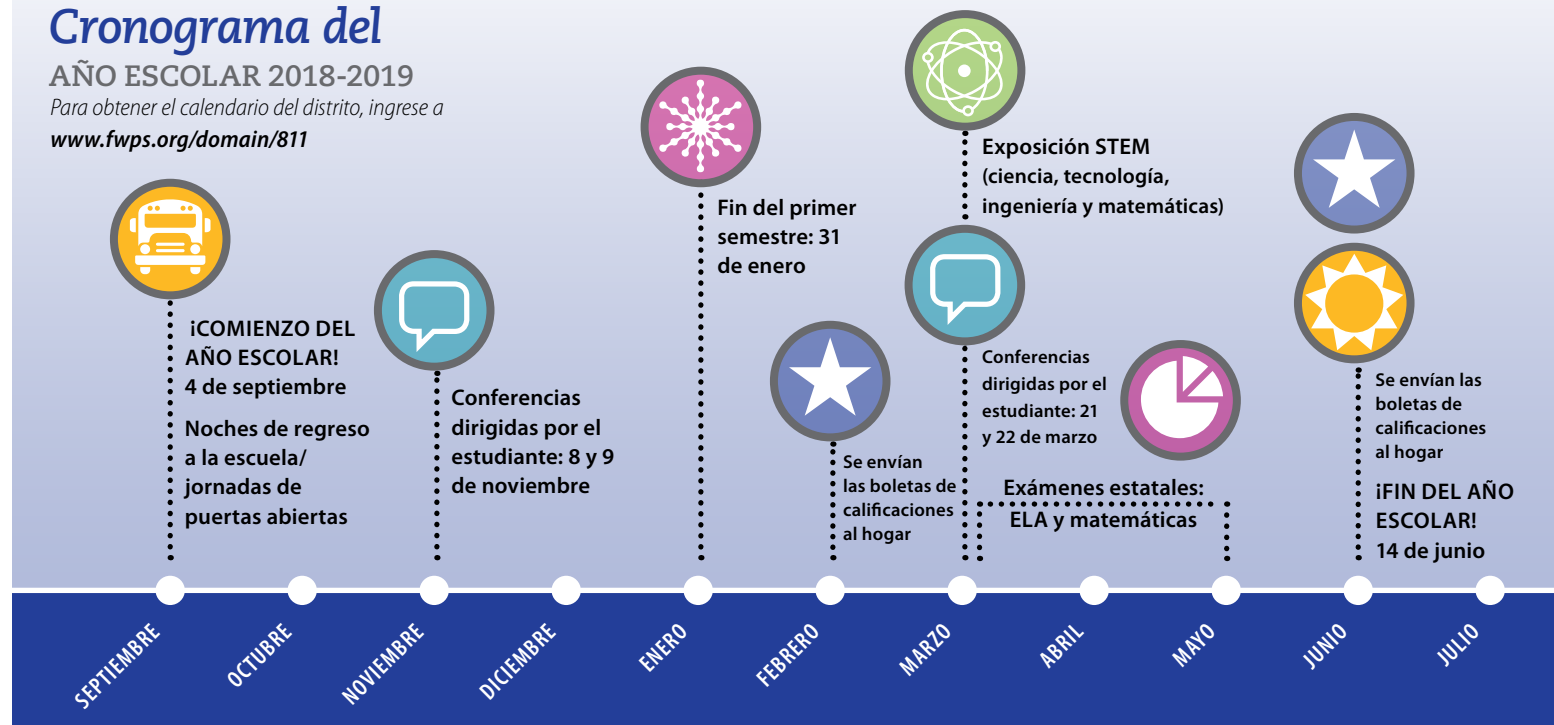 Cronograma del
AÑO ESCOLAR 2018-2019
Para obtener el calendario del distrito, ingrese a
www.fwps.org/domain/811
¡COMIENZO DEL
AÑO ESCOLAR!
4 de septiembre
Noches de regreso
a la escuela/
jornadas de
puertas abiertas
Conferencias
dirigidas por el
estudiante: 8 y 9
de noviembre
Fin del primer
semestre: 31
de enero
Se envían
las boletas de
calificaciones
al hogar
Exposición STEM
(ciencia, tecnología,
ingeniería y matemáticas)
Conferencias
dirigidas por el
estudiante: 21
y 22 de marzo
Exámenes estatales:
ELA y matemáticas
Se envían las
boletas de
calificaciones
al hogar
¡FIN DEL AÑO
ESCOLAR!
14 de junio
SEPTIEMBRE
OCTUBRE
NOVIEMBRE
DICIEMBRE
ENERO
FEBRERO
MARZO
ABRIL
MAYO
JUNIO
JULIO